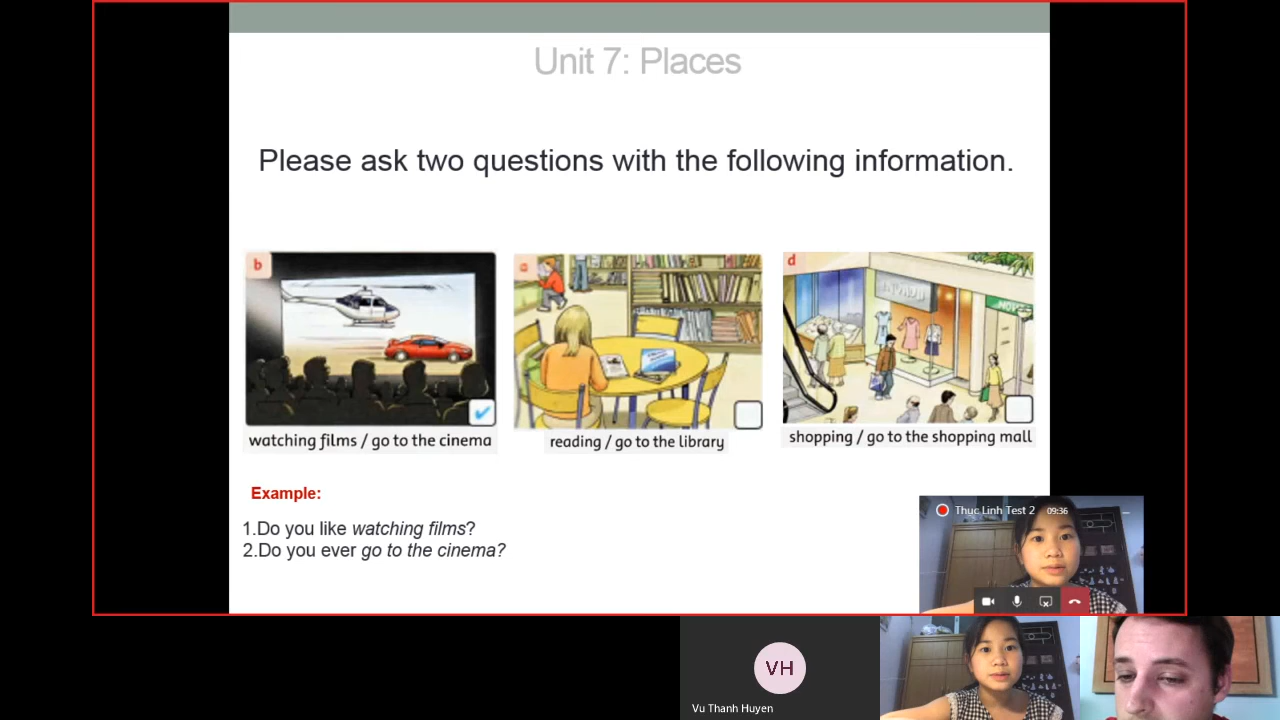 Unit 7: Places
Please ask two questions with the following information.
b
a
d
watching films / go to the cinema
reading / go to the library
shopping / go to the shopping mall
Example:
1.Do you like watching films?
2.Do you ever go to the cinema?
Thuc Linh Test 2 09:36
VH
Vu Thanh Huyen